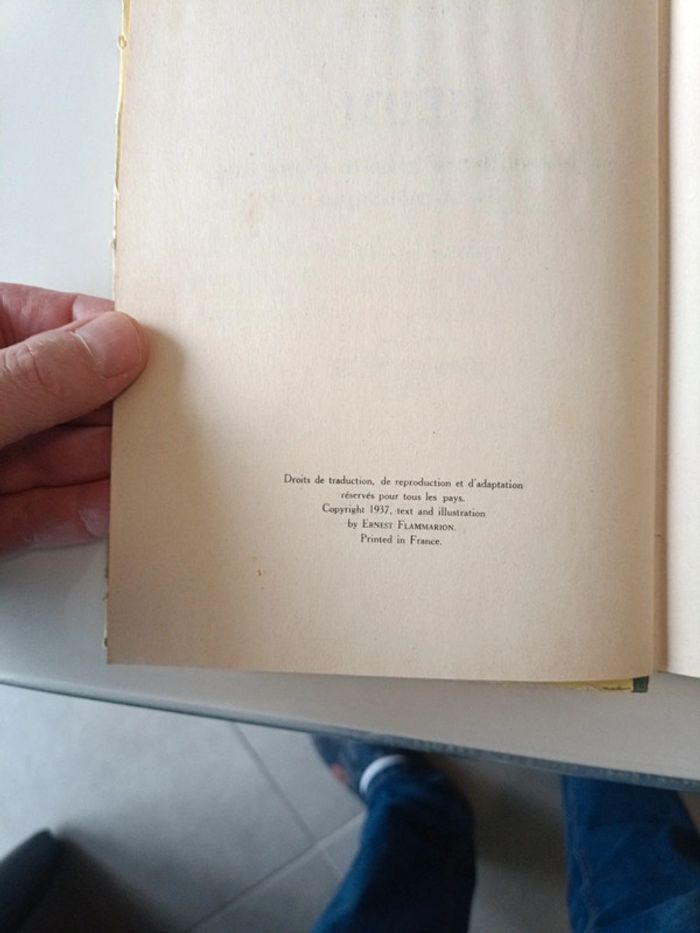 Droits de traduction, de reproduction et d'adaptation
réservés pour tous les pays.
Copyright 1937, text and illustration
by ERNEST FLAMMARION.
Printed in France.